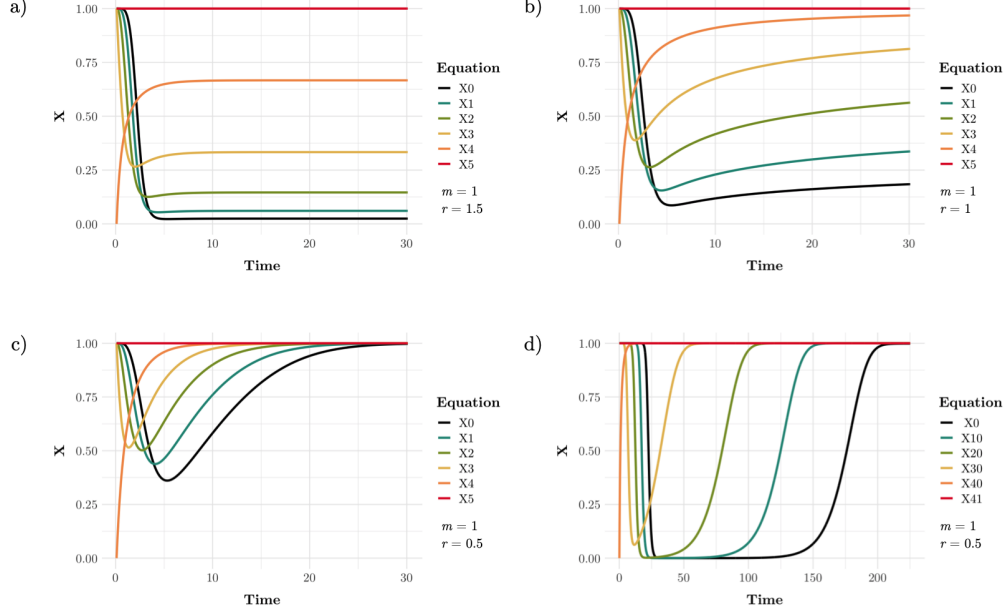 a)
1.00
0.75
0.50
0.25
0.00
X
0
10
20
30
Time
Equation
X0
X1
X2
X3
X4
X5
m = 1
r = 1.5
b)
1.00
0.75
0.50
0.25
0.00
X
0
10
20
30
Time
Equation
X0
X1
X2
X3
X4
X5
m = 1
r = 1
c)
1.00
0.75
0.50
0.25
0.00
X
0
10
20
30
Time
Equation
X0
X1
X2
X3
X4
X5
m = 1
r = 0.5
d)
1.00
0.75
0.50
0.25
0.00
X
0
50
100
150
200
Time
Equation
X0
X10
X20
X30
X40
X41
m = 1
r = 0.5